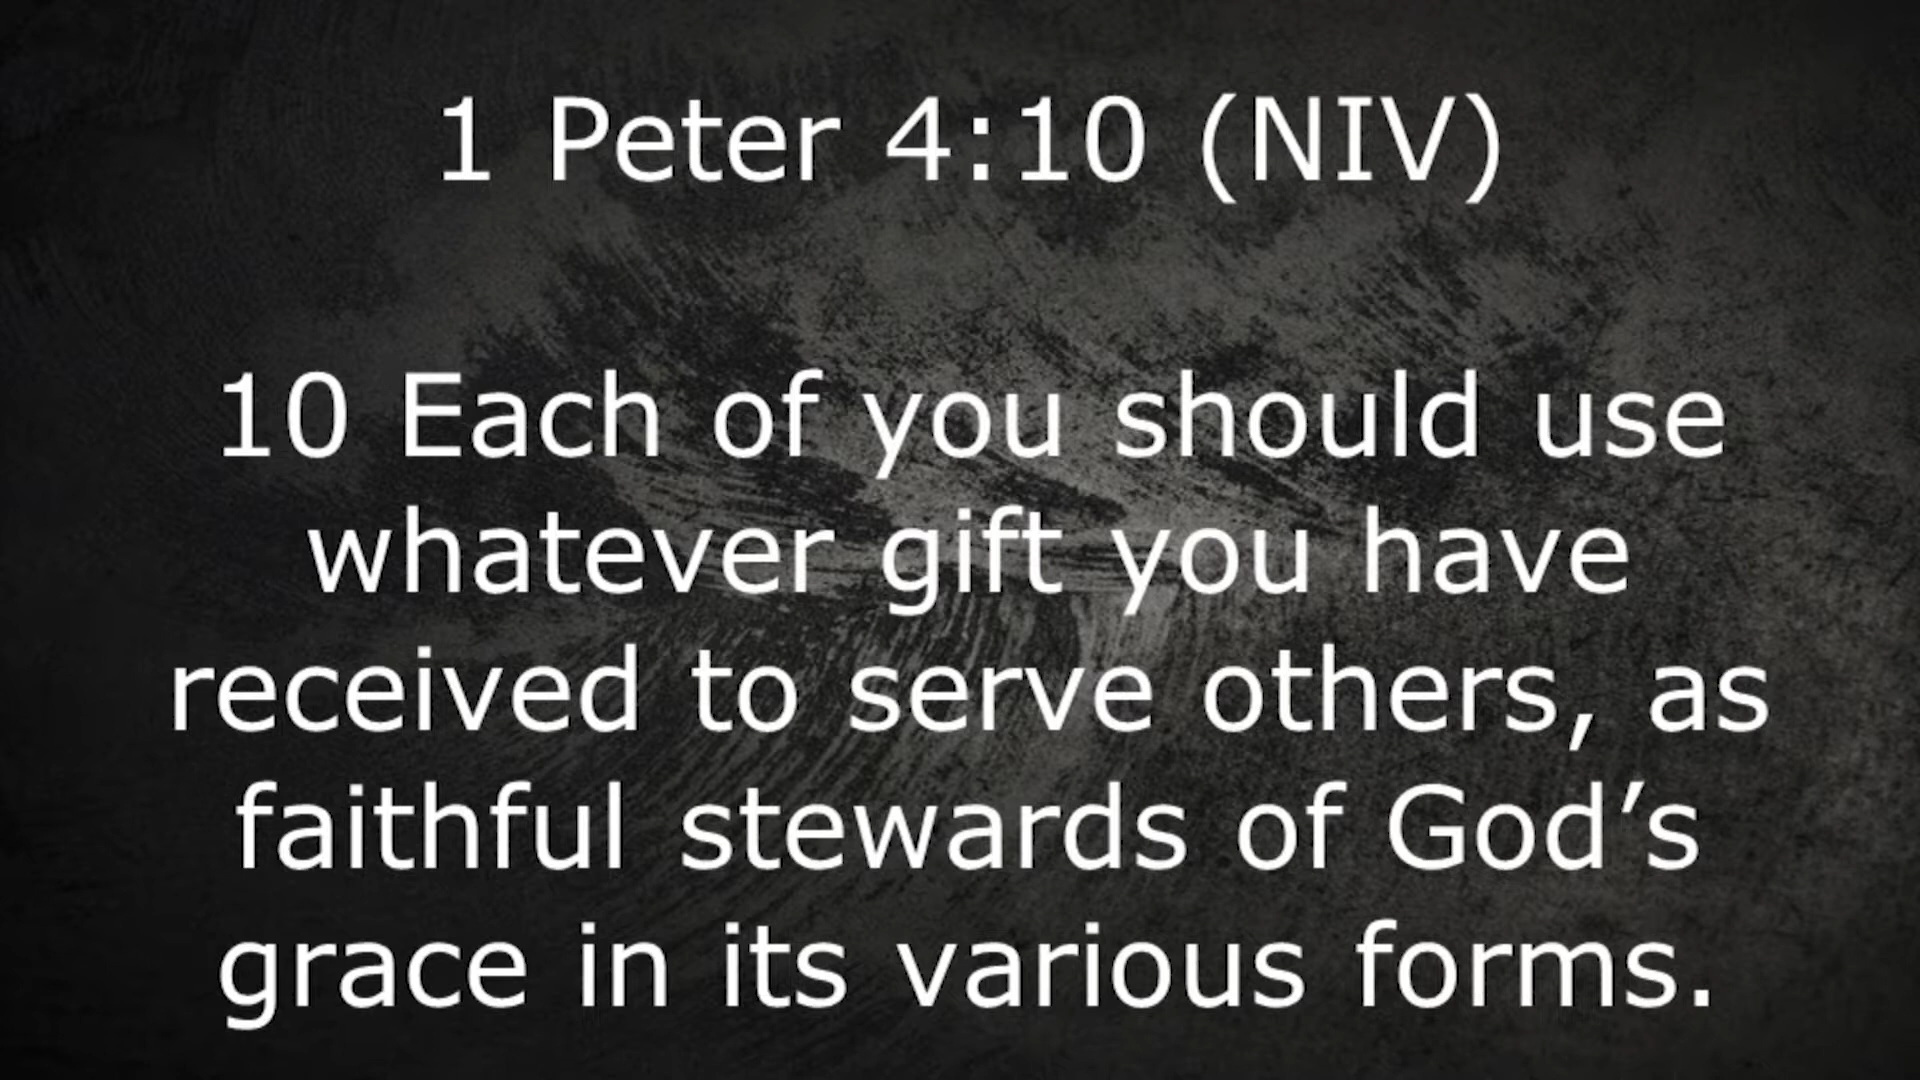 1 Peter 4:10 (NIV)
10 Each of you should use
whatever gift you have
received to serve others, as
faithful stewards of God’s
grace in its various forms.